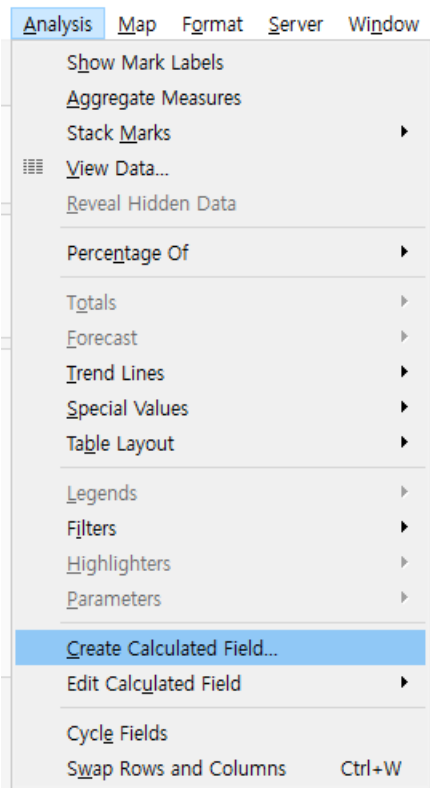 Analysis Map Format Server Window
Show Mark Labels
Aggregate Measures
Stack Marks
View Data...
Reveal Hidden Data
Percentage Of
Totals
Forecast
Trend Lines
Special Values
Table Layout
Legends
Filters
Highlighters
Parameters
Create Calculated Field...
Edit Calculated Field
Cycle Fields
Swap Rows and Columns Ctrl+W